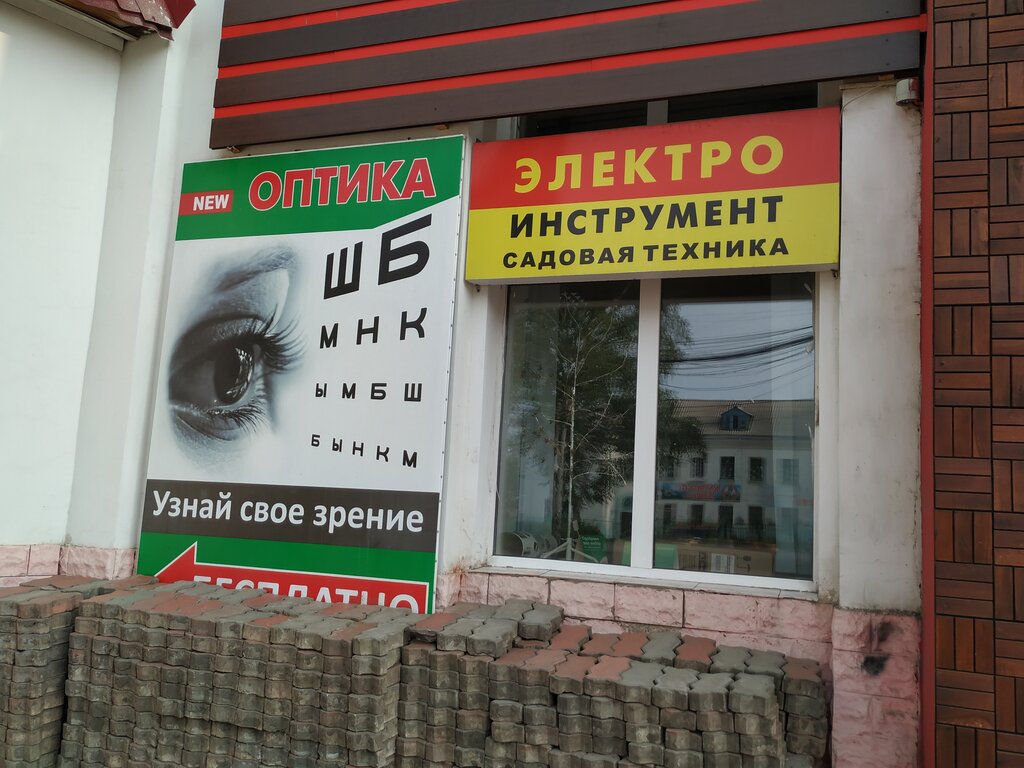 NEW ОПТИКА
Ш Б
М Н К
Ы М Б Ш
Б Ы Н К М
Узнай свое зрение
БЕСПЛАТНО
ЭЛЕКТРО
ИНСТРУМЕНТ
САДОВАЯ ТЕХНИКА